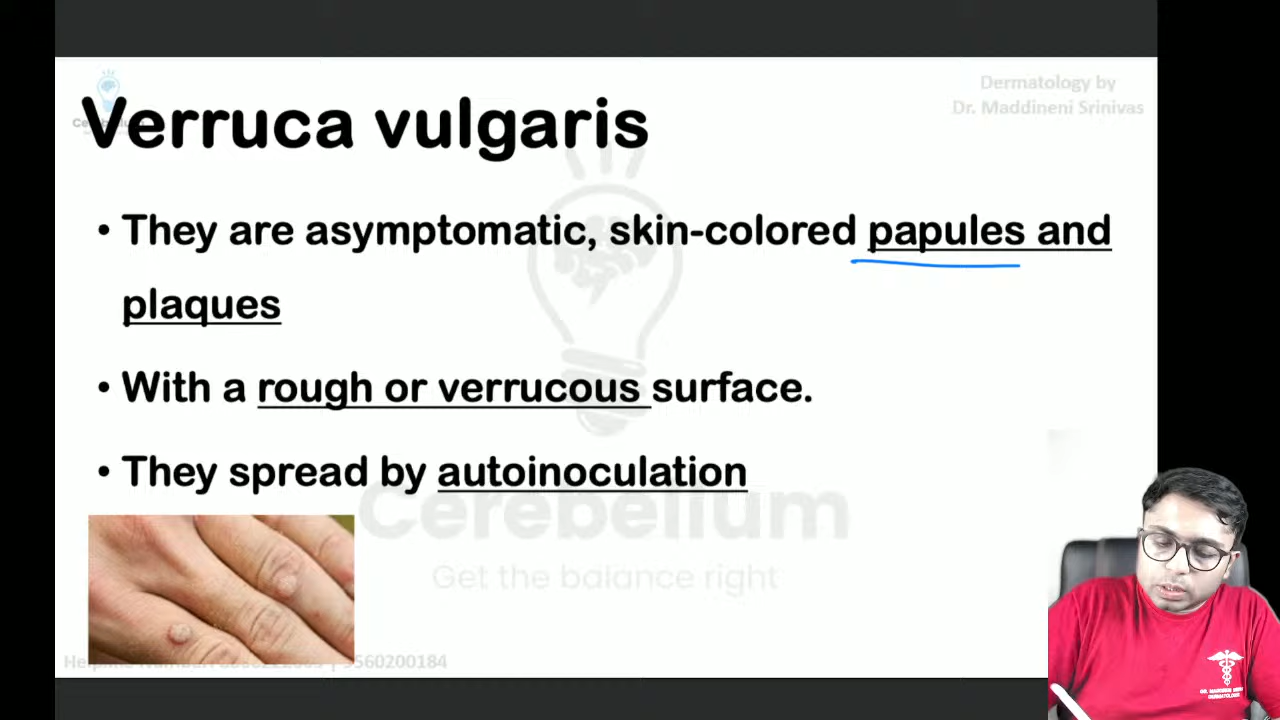 Dermatology by
Dr. Maddineni Srinivas
Verruca vulgaris
• They are asymptomatic, skin-colored papules and
plaques
• With a rough or verrucous surface.
• They spread by autoinoculation
Cerebellum
Get the balance right